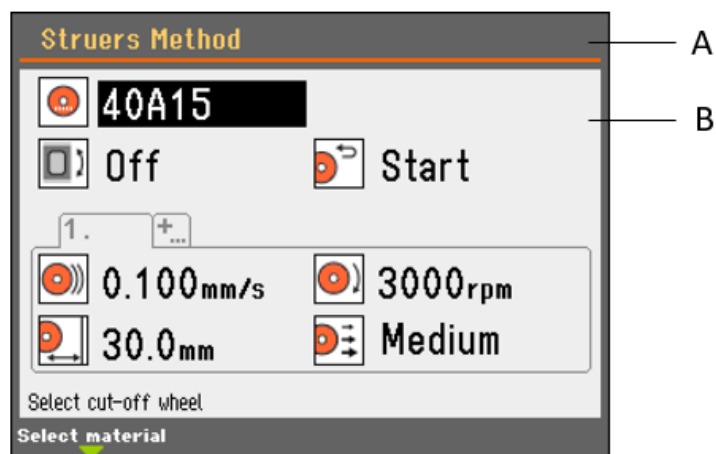 Struers Method
A
40A15
B
Off Start
1. +...
0.100mm/s 3000rpm
30.0mm Medium
Select cut-off wheel
Select material